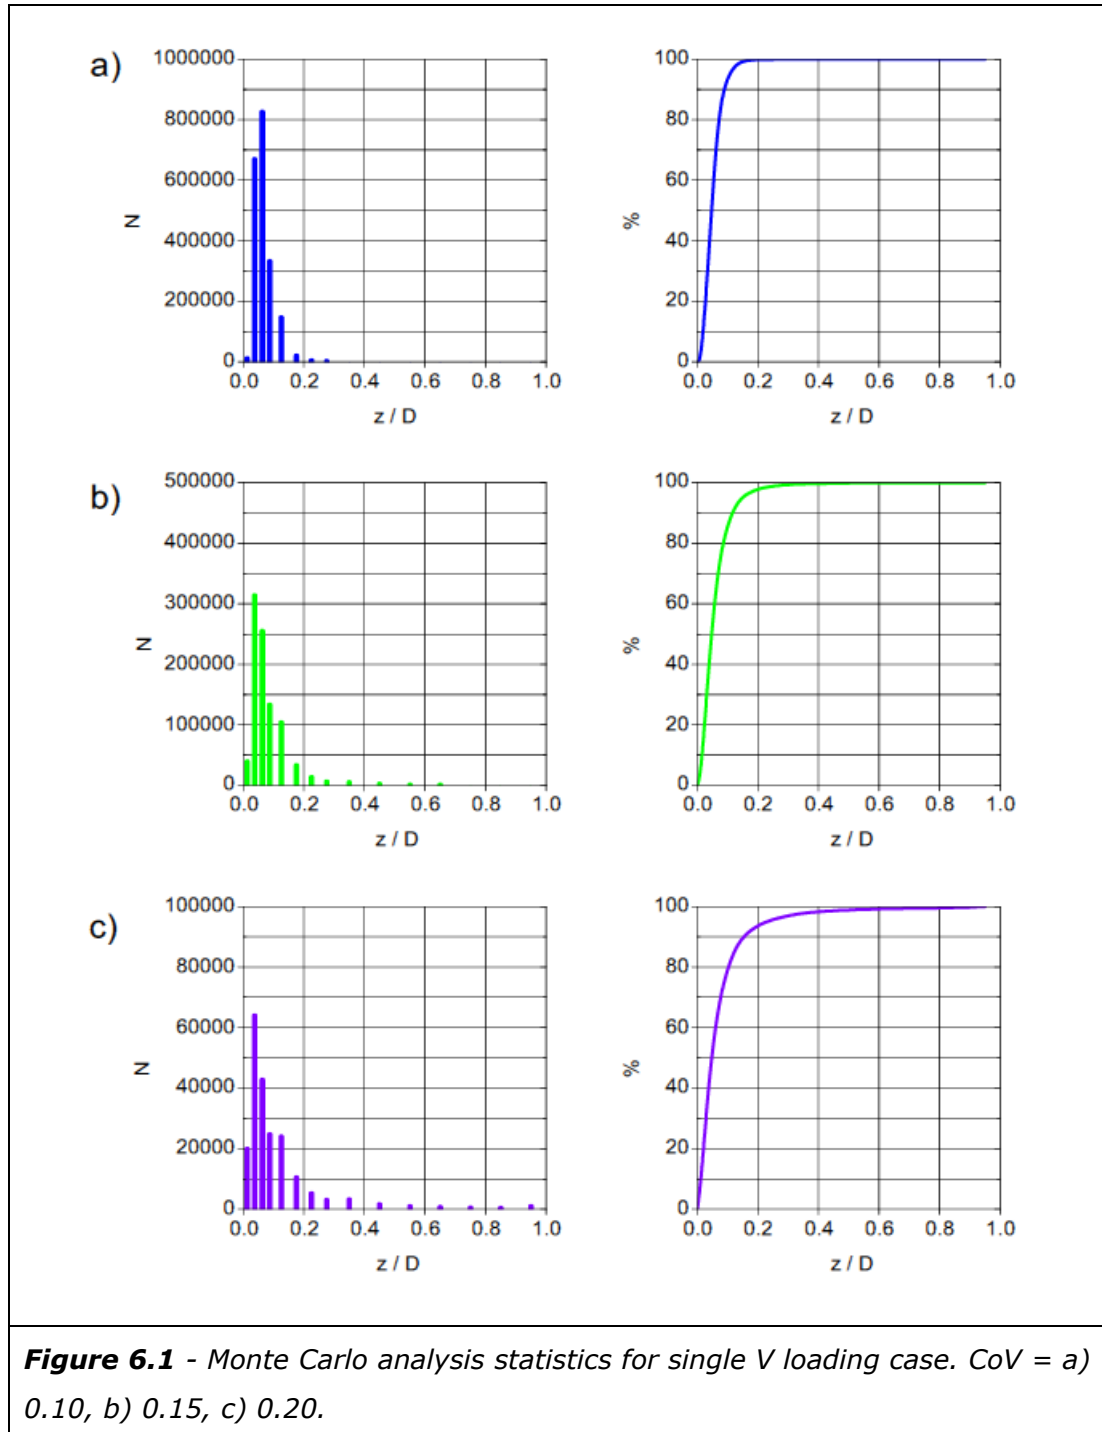 a)
1000000
800000
600000
400000
200000
0
N
0.0 0.2 0.4 0.6 0.8 1.0
z / D
100
80
60
40
20
0
%
0.0 0.2 0.4 0.6 0.8 1.0
z / D
b)
500000
400000
300000
200000
100000
0
N
0.0 0.2 0.4 0.6 0.8 1.0
z / D
100
80
60
40
20
0
%
0.0 0.2 0.4 0.6 0.8 1.0
z / D
c)
100000
80000
60000
40000
20000
0
N
0.0 0.2 0.4 0.6 0.8 1.0
z / D
100
80
60
40
20
0
%
0.0 0.2 0.4 0.6 0.8 1.0
z / D
Figure 6.1 - Monte Carlo analysis statistics for single V loading case. CoV = a)
0.10, b) 0.15, c) 0.20.